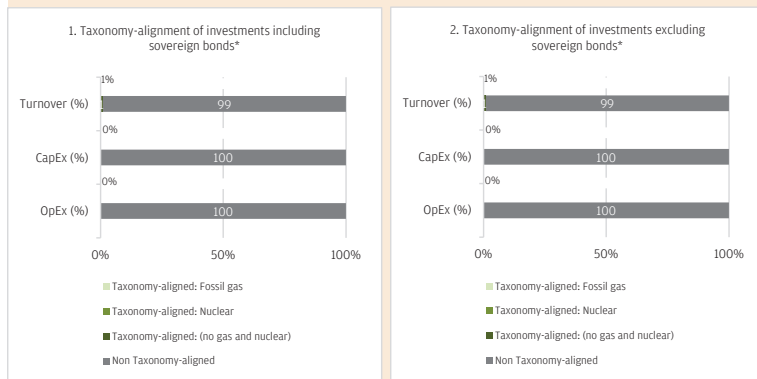 1. Taxonomy-alignment of investments including
sovereign bonds*
1%
Turnover (%)
99
0%
CapEx (%)
100
0%
OpEx (%)
100
0%
50%
100%
Taxonomy-aligned: Fossil gas
Taxonomy-aligned: Nuclear
Taxonomy-aligned: (no gas and nuclear)
Non Taxonomy-aligned
2. Taxonomy-alignment of investments excluding
sovereign bonds*
1%
Turnover (%)
99
0%
CapEx (%)
100
0%
OpEx (%)
100
0%
50%
100%
Taxonomy-aligned: Fossil gas
Taxonomy-aligned: Nuclear
Taxonomy-aligned: (no gas and nuclear)
Non Taxonomy-aligned